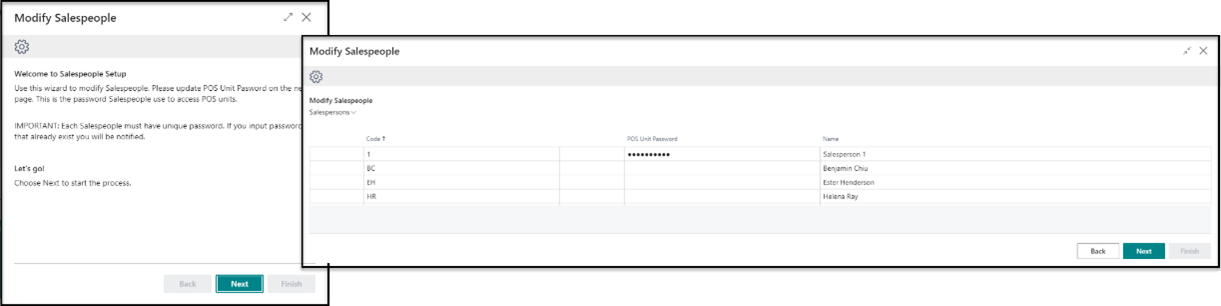 Modify Salespeople
Welcome to Salespeople Setup
Use this wizard to modify Salespeople. Please update POS Unit Pasword on the ne
page. This is the password Salespeople use to access POS units.
IMPORTANT: Each Salespeople must have unique password. If you input password
that already exist you will be notified.
Let's go!
Choose Next to start the process.
Back Next Finish
Modify Salespeople
Modify Salespeople
Salespersons
Code ↑ POS Unit Password Name
1 •••••••••• Salesperson 1
BC Benjamin Chiu
EH Ester Henderson
HR Helena Ray
Back Next Finish